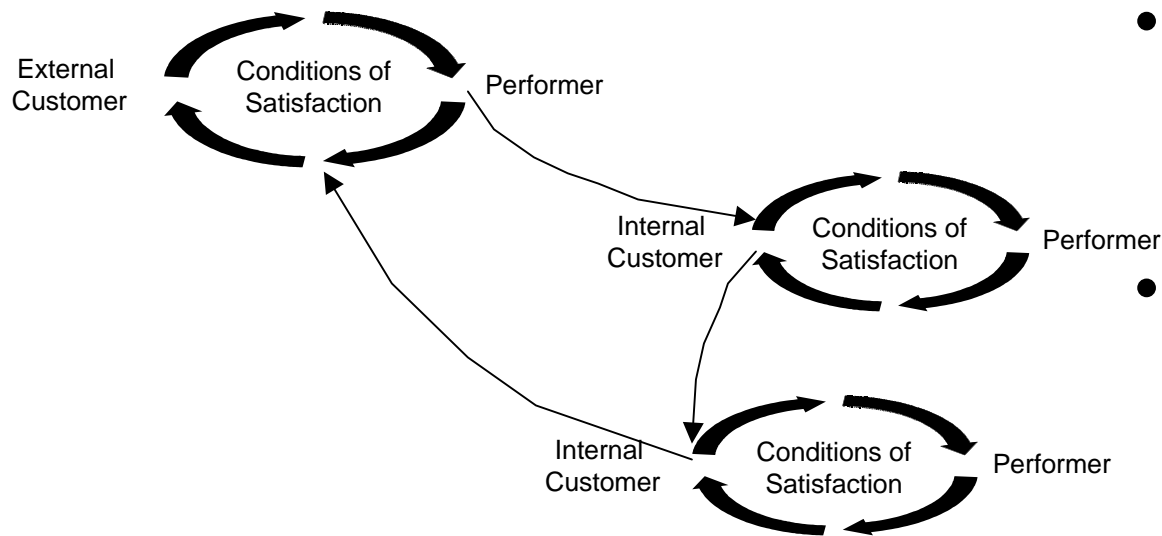 External
Customer
Conditions of
Satisfaction
Performer
Internal
Customer
Conditions of
Satisfaction
Performer
Internal
Customer
Conditions of
Satisfaction
Performer